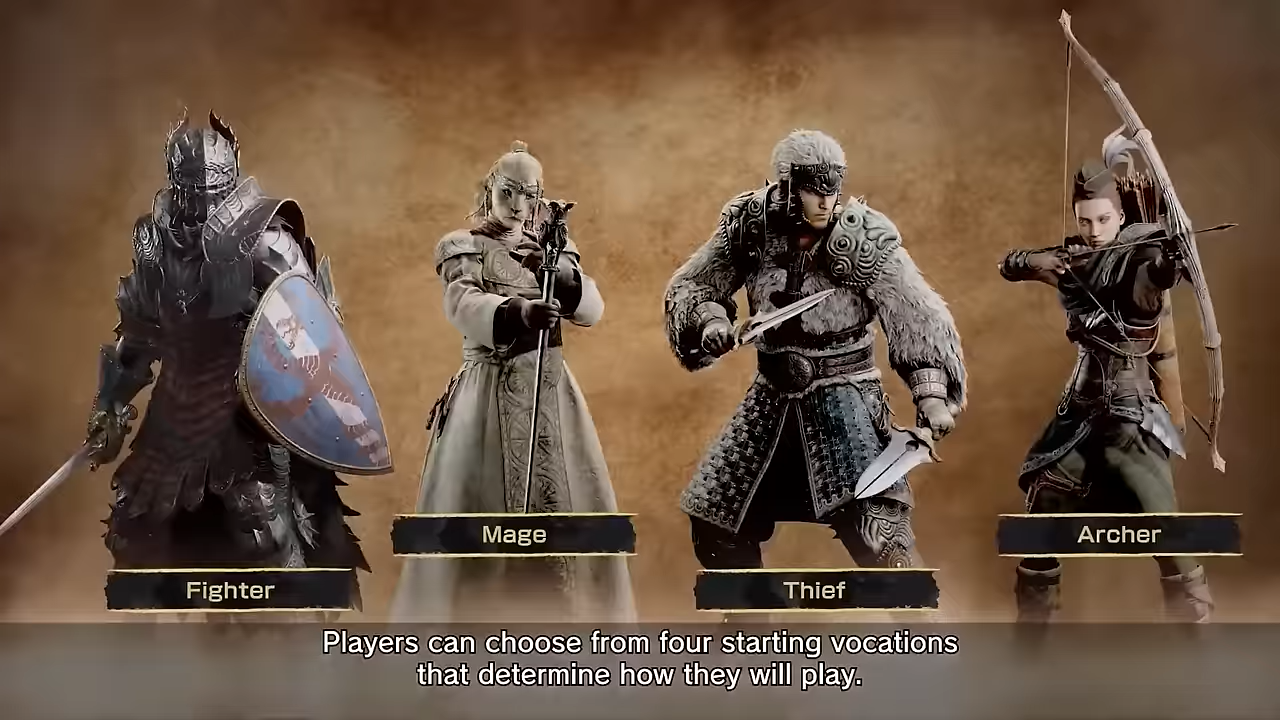 Mage
Archer
Fighter
Thief
Players can choose from four starting vocations
that determine how they will play.